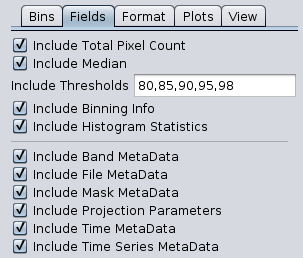 Bins Fields Format Plots View
Include Total Pixel Count
Include Median
Include Thresholds 80,85,90,95,98
Include Binning Info
Include Histogram Statistics
Include Band MetaData
Include File MetaData
Include Mask MetaData
Include Projection Parameters
Include Time MetaData
Include Time Series MetaData